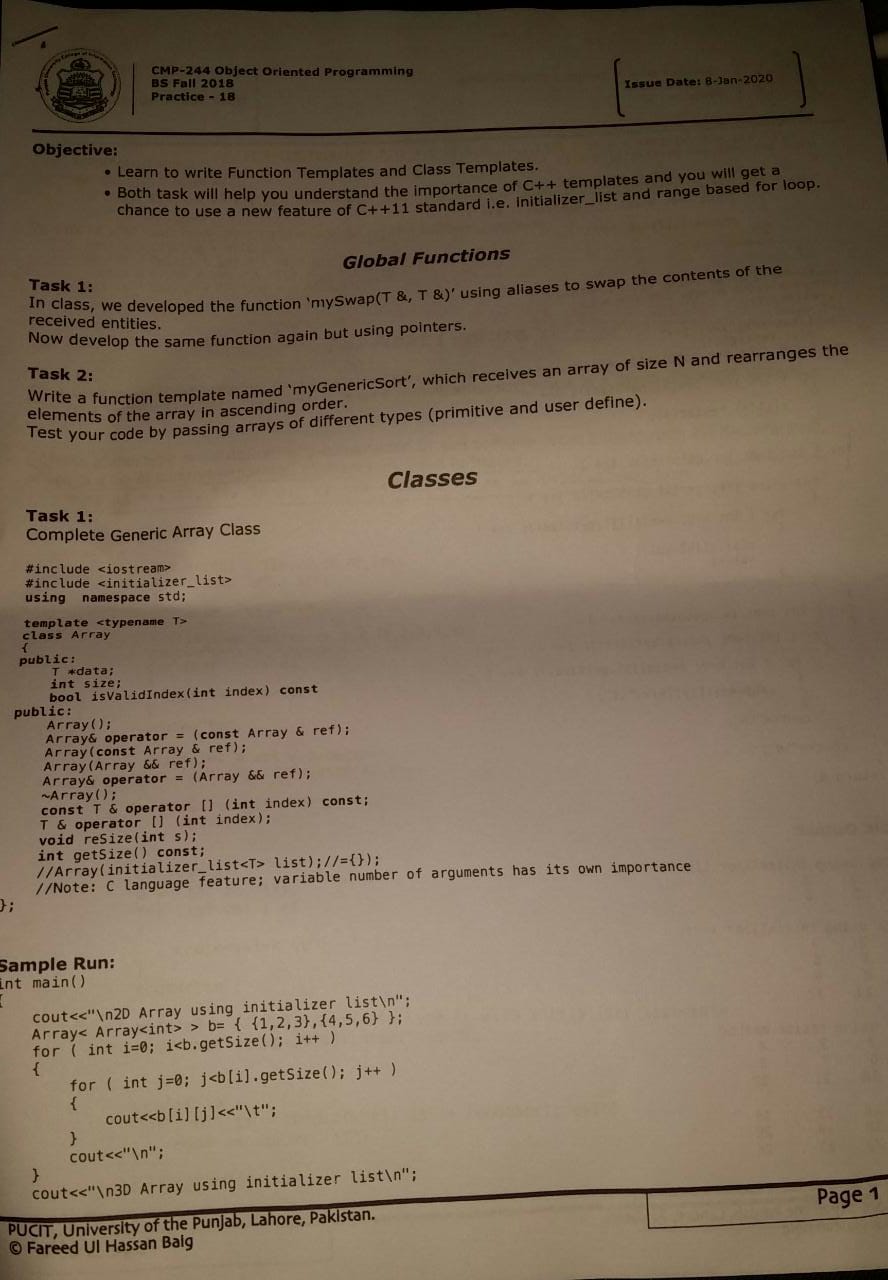 CMP-244 Object Oriented Programming
BS Fall 2018
Practice - 18
Issue Date: 8-Jan-2020
Objective:
• Learn to write Function Templates and Class Templates.
• Both task will help you understand the importance of C++ templates and you will get a
chance to use a new feature of C++11 standard i.e. initializer_list and range based for loop.
Global Functions
Task 1:
In class, we developed the function 'mySwap(T &, T &)' using aliases to swap the contents of the
received entities.
Now develop the same function again but using pointers.
Task 2:
Write a function template named 'myGenericSort', which receives an array of size N and rearranges the
elements of the array in ascending order.
Test your code by passing arrays of different types (primitive and user define).
Classes
Task 1:
Complete Generic Array Class
#include <iostream>
#include <initializer_list>
using namespace std;
template <typename T>
class Array
{
public:
T *data;
int size;
bool isValidIndex(int index) const
public:
Array();
Array& operator = (const Array & ref);
Array(const Array & ref);
Array(Array && ref);
Array& operator = (Array && ref);
~Array();
const T & operator [] (int index) const;
T & operator [] (int index);
void reSize(int s);
int getSize() const;
//Array(initializer_list<T> list);//={});
//Note: C language feature; variable number of arguments has its own importance
};
Sample Run:
int main()
{
cout<<"\n2D Array using initializer list\n";
Array< Array<int> > b= { {1,2,3},{4,5,6} };
for ( int i=0; i<b.getSize(); i++ )
{
for ( int j=0; j<b[i].getSize(); j++ )
{
cout<<b[i][j]<<"\t";
}
cout<<"\n";
}
cout<<"\n3D Array using initializer list\n";
Page 1
PUCIT, University of the Punjab, Lahore, Pakistan.
© Fareed Ul Hassan Baig